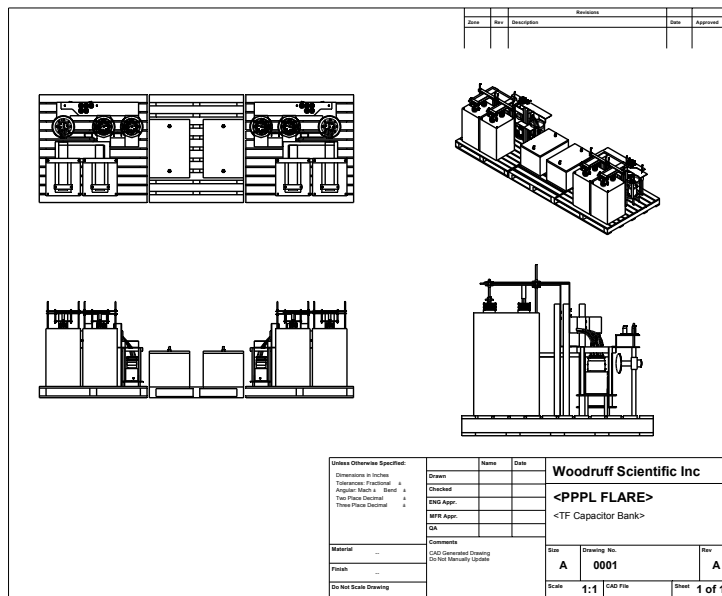 Revisions
Zone Rev Description Date Approved
Unless Otherwise Specified:
Dimensions in Inches
Tolerances: Fractional ±
Angular: Mach ± Bend ±
Two Place Decimal ±
Three Place Decimal ±
Material
--
Finish
--
Do Not Scale Drawing
Name Date
Drawn
Checked
ENG Appr.
MFR Appr.
QA
Comments
CAD Generated Drawing
Do Not Manually Update
Woodruff Scientific Inc
<PPPL FLARE>
<TF Capacitor Bank>
Size Drawing No. Rev
A 0001 A
Scale 1:1 CAD File Sheet 1 of 1